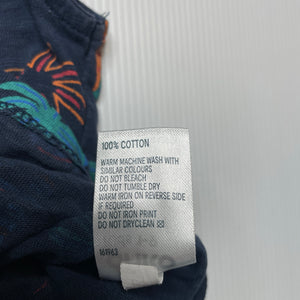 100% COTTON
WARM MACHINE WASH WITH
SIMILAR COLOURS
DO NOT BLEACH
DO NOT TUMBLE DRY
WARM IRON ON REVERSE SIDE
IF REQUIRED
DO NOT IRON PRINT
DO NOT DRYCLEAN
161963